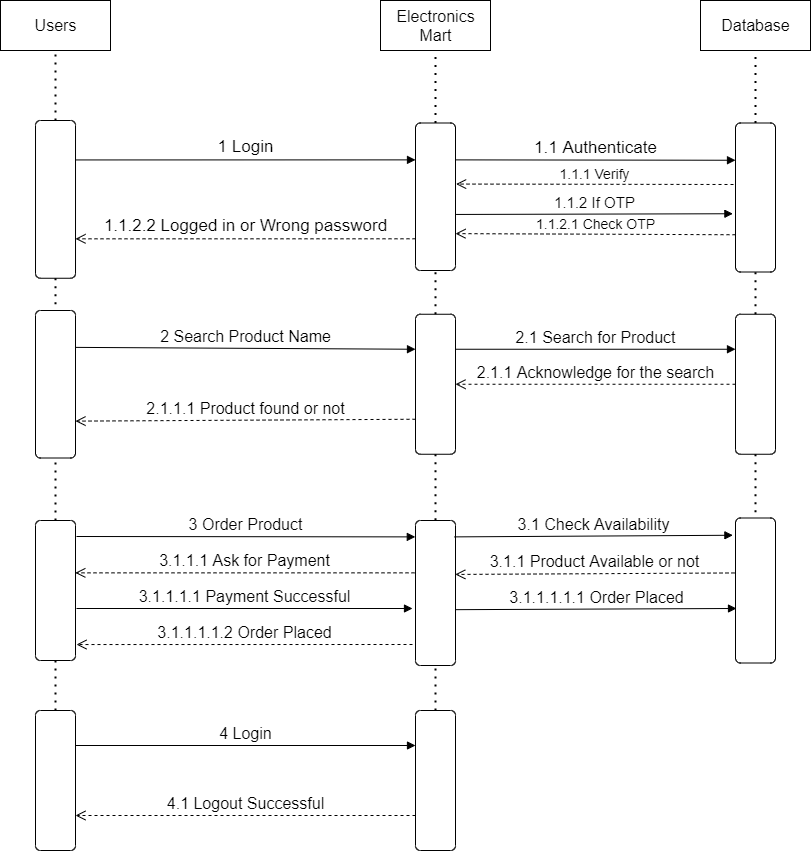 Users
Electronics
Mart
Database
1 Login
1.1 Authenticate
1.1.1 Verify
1.1.2 If OTP
1.1.2.1 Check OTP
1.1.2.2 Logged in or Wrong password
2 Search Product Name
2.1 Search for Product
2.1.1 Acknowledge for the search
2.1.1.1 Product found or not
3 Order Product
3.1 Check Availability
3.1.1.1 Ask for Payment
3.1.1 Product Available or not
3.1.1.1.1 Payment Successful
3.1.1.1.1.1 Order Placed
3.1.1.1.1.2 Order Placed
4 Login
4.1 Logout Successful